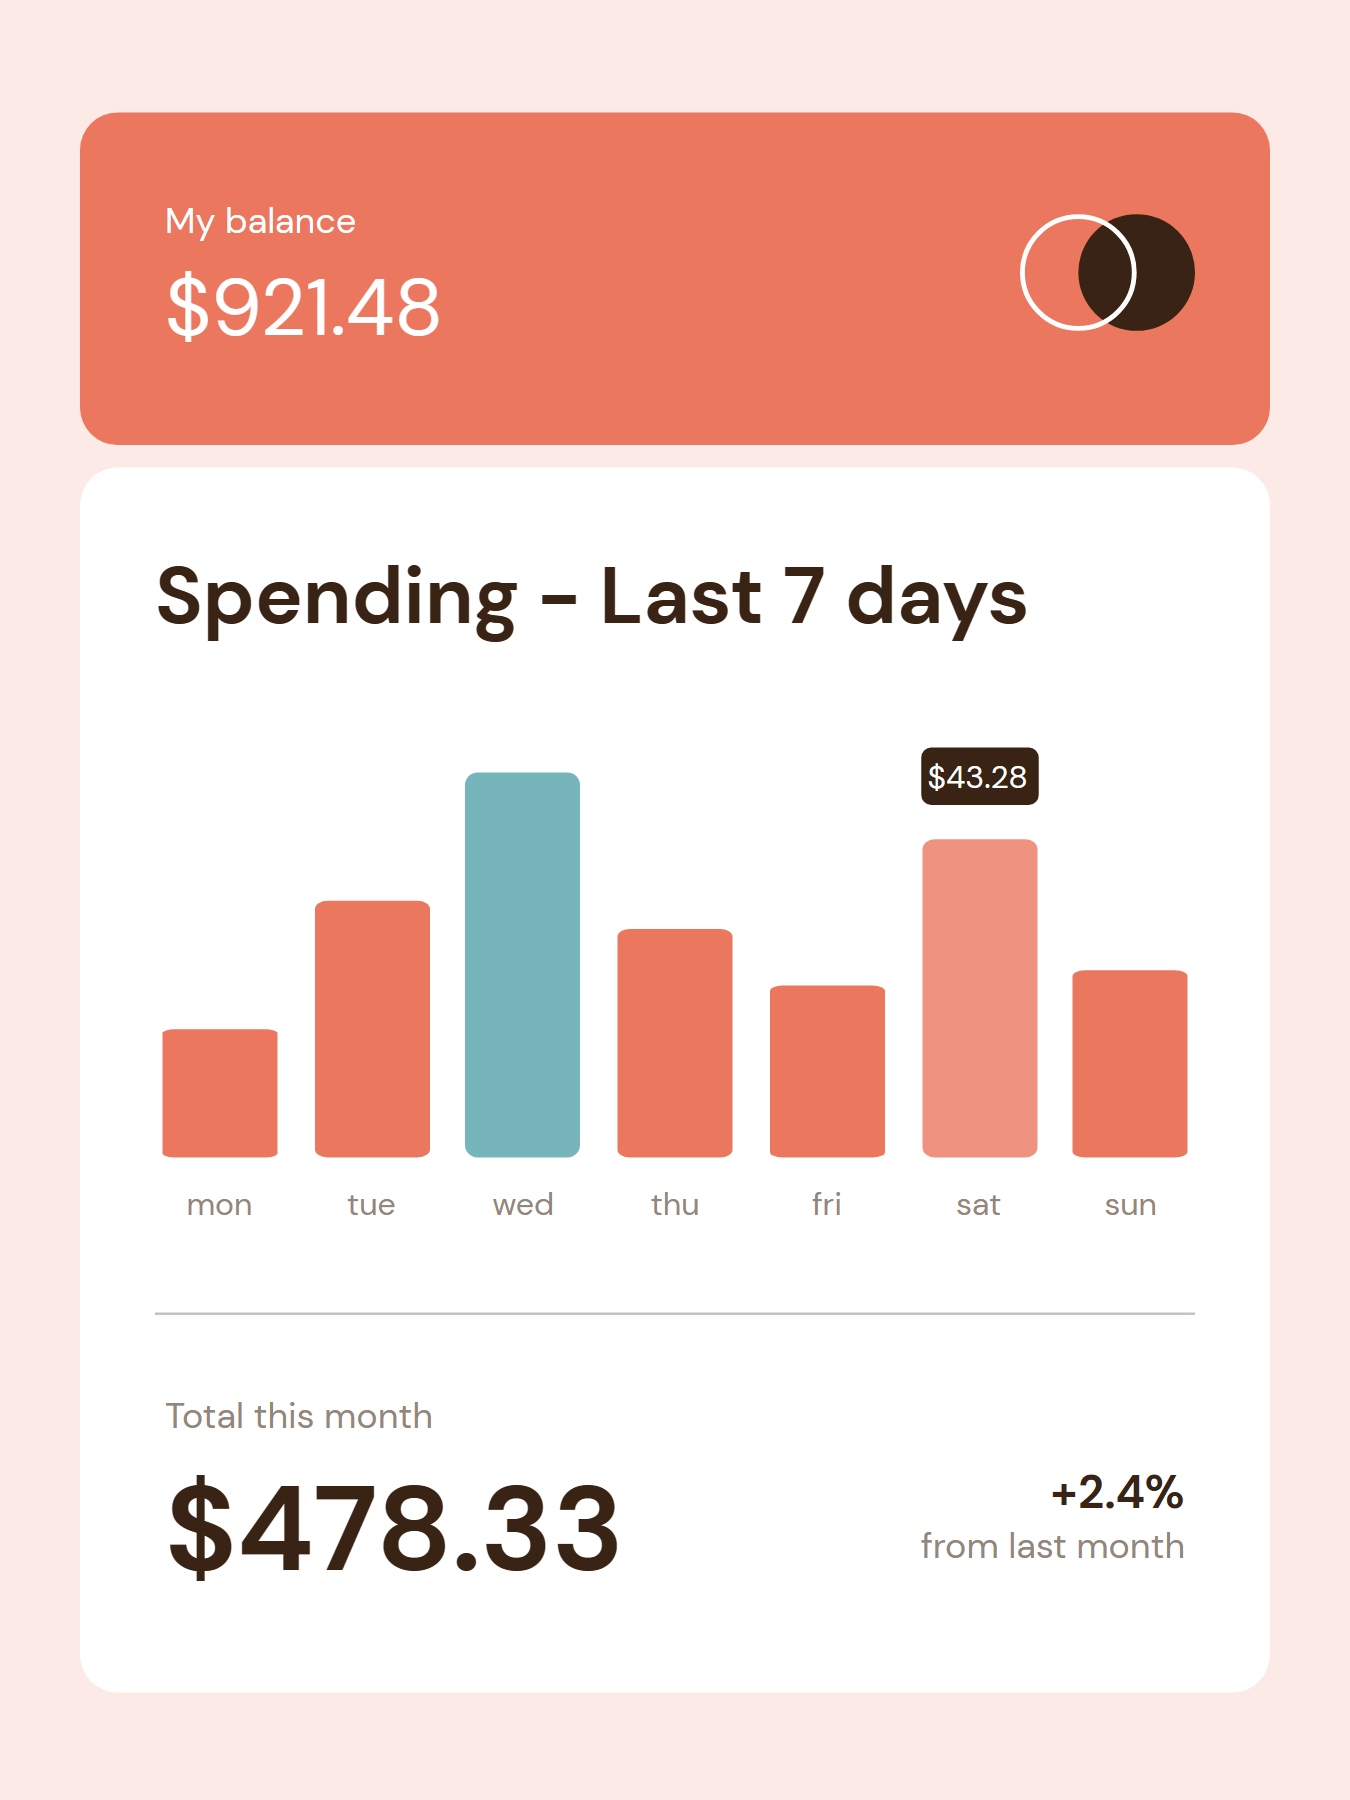 My balance
$921.48
Spending - Last 7 days
$43.28
mon tue wed thu fri sat sun
Total this month
$478.33
+2.4%
from last month